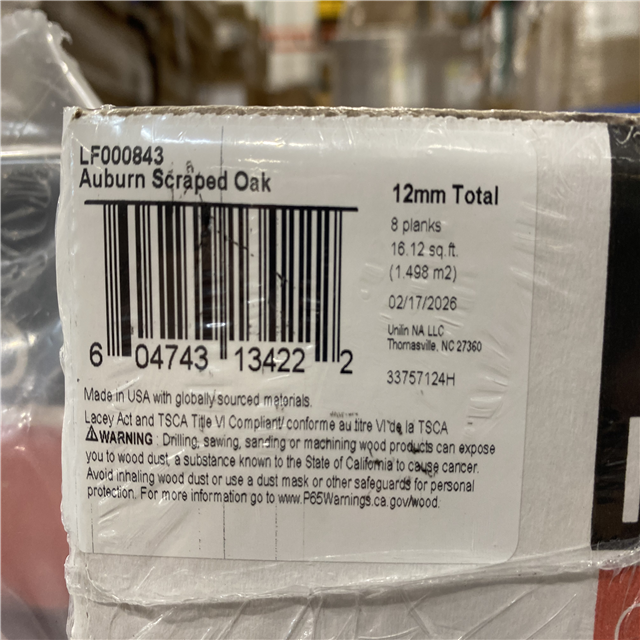 LF000843
Auburn Scraped Oak
12mm Total
8 planks
16.12 sq.ft.
(1.498 m2)
02/17/2026
Unilin NA LLC
Thomasville, NC 27360
33757124H
6 04743 13422 2
Made in USA with globally sourced materials.
Lacey Act and TSCA Title VI Compliant/ conforme au titre VI de la TSCA
⚠WARNING : Drilling, sawing, sanding or machining wood products can expose
you to wood dust, a substance known to the State of California to cause cancer.
Avoid inhaling wood dust or use a dust mask or other safeguards for personal
protection. For more information go to www.P65Warnings.ca.gov/wood.